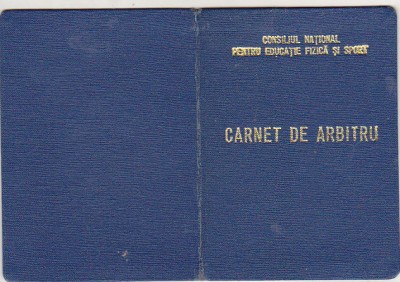 CONSILIUL NAȚIONAL
PENTRU EDUCAȚIE FIZICĂ ȘI SPORT
CARNET DE ARBITRU